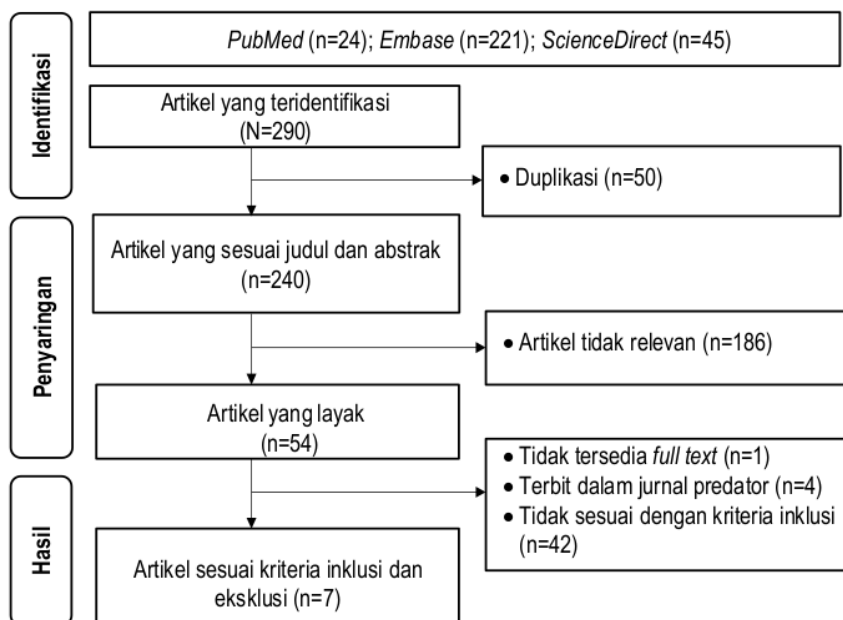 Identifikasi
PubMed (n=24); Embase (n=221); ScienceDirect (n=45)
Artikel yang teridentifikasi
(N=290)
• Duplikasi (n=50)
Penyaringan
Artikel yang sesuai judul dan abstrak
(n=240)
• Artikel tidak relevan (n=186)
Artikel yang layak
(n=54)
Hasil
• Tidak tersedia full text (n=1)
• Terbit dalam jurnal predator (n=4)
• Tidak sesuai dengan kriteria inklusi
(n=42)
Artikel sesuai kriteria inklusi dan
eksklusi (n=7)